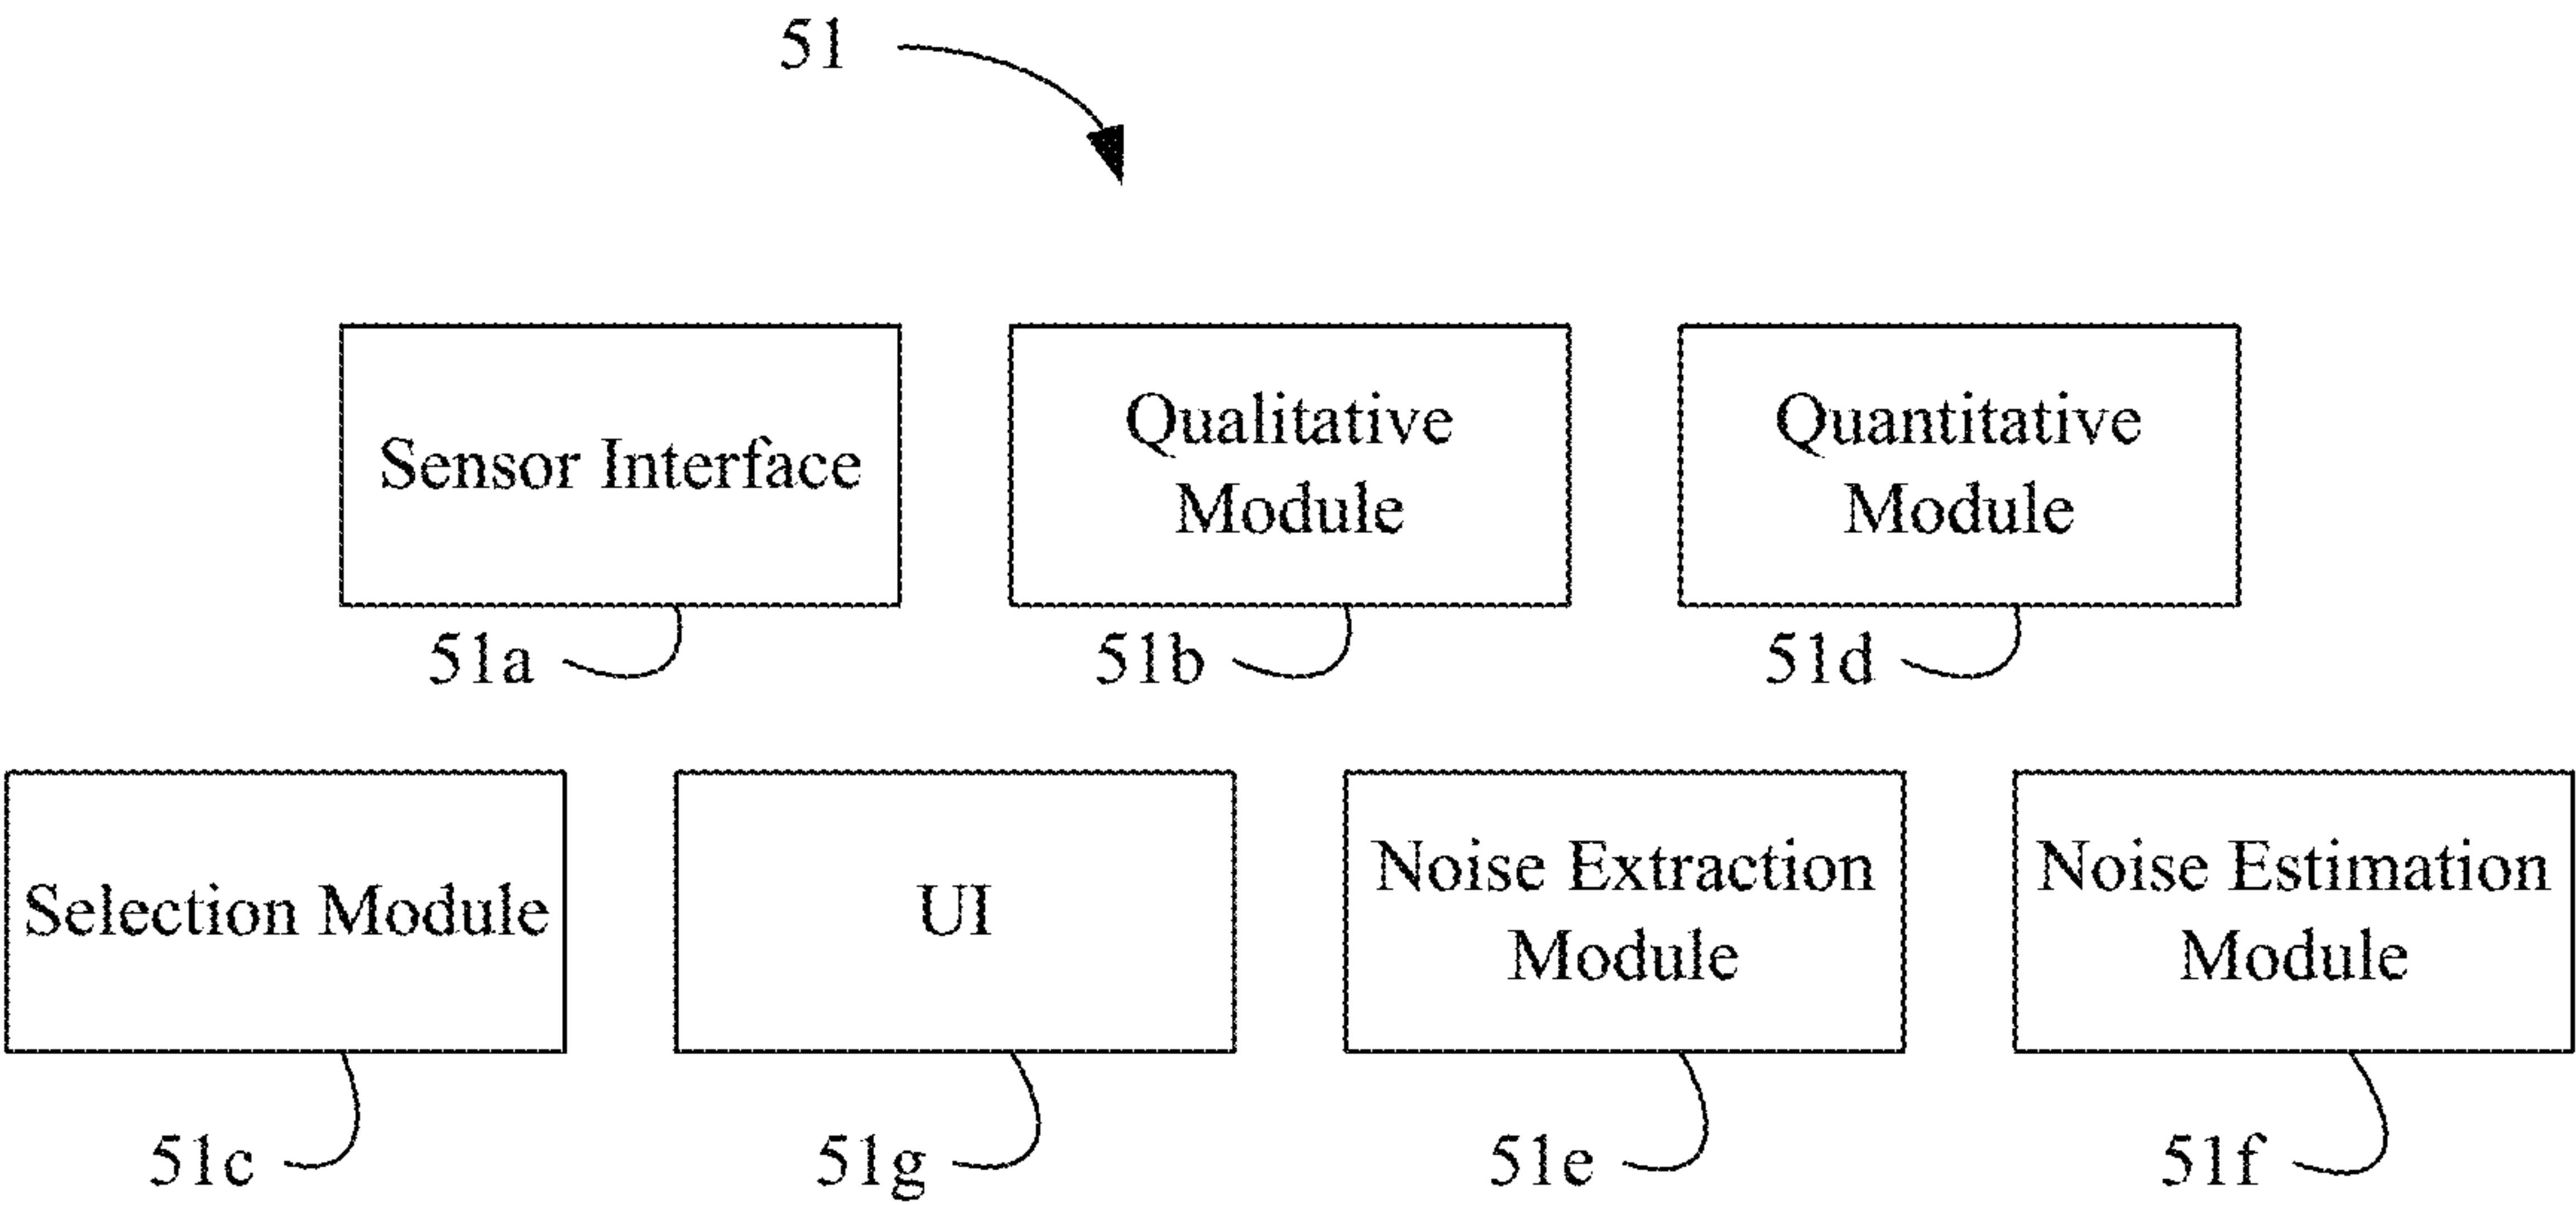 51
Sensor Interface
Qualitative
Module
Quantitative
Module
51a
51b
51d
Selection Module
UI
Noise Extraction
Module
Noise Estimation
Module
51c
51g
51e
51f